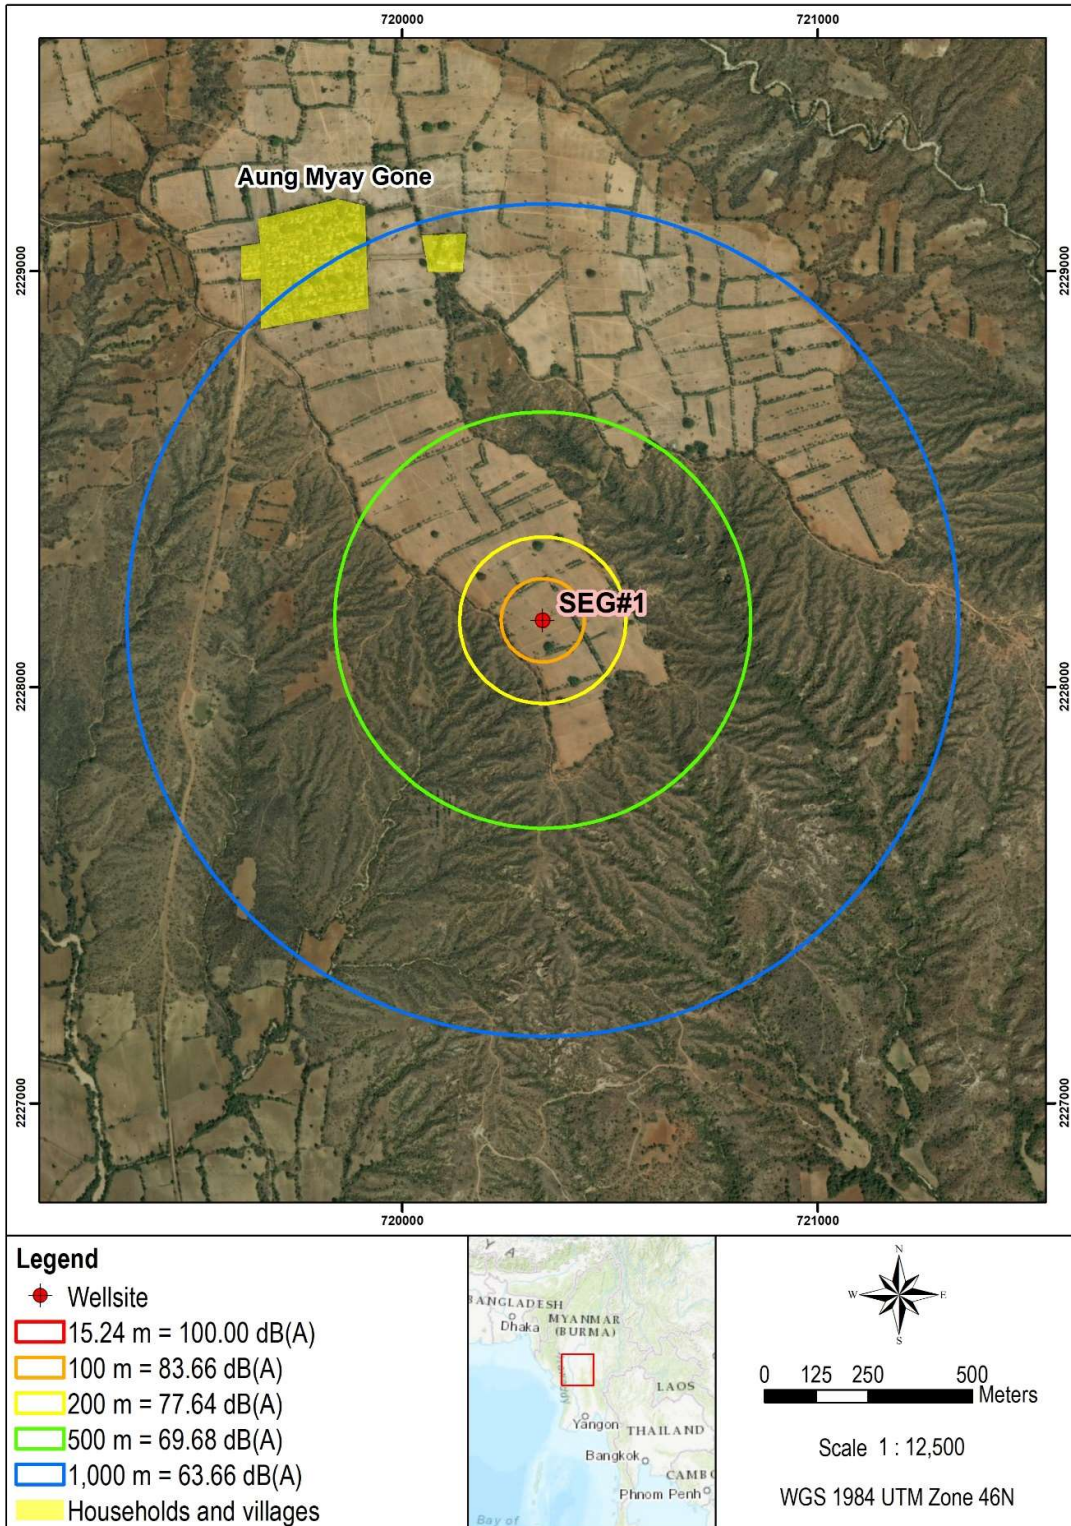 720000
721000
Aung Myay Gone
2229000
2229000
SEG#1
2228000
2228000
2227000
2227000
720000
721000
Legend
Wellsite
15.24 m = 100.00 dB(A)
100 m = 83.66 dB(A)
200 m = 77.64 dB(A)
500 m = 69.68 dB(A)
1,000 m = 63.66 dB(A)
Households and villages
BANGLADESH
Dhaka
MYANMAR
(BURMA)
LAOS
Yangon
THAILAND
Bangkok
CAMBO
Phnom Penh
Bay of
N
W
E
S
0 125 250 500
Meters
Scale 1 : 12,500
WGS 1984 UTM Zone 46N